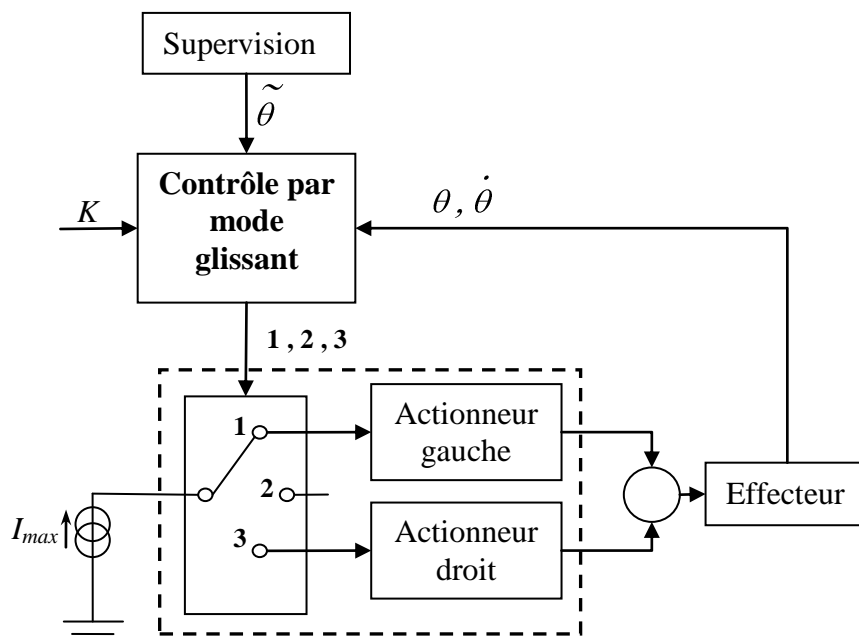 Supervision
θ̃
Contrôle par
mode
glissant
K
θ , θ̇
1 , 2 , 3
1
2
3
Actionneur
gauche
Actionneur
droit
Effecteur
Imax